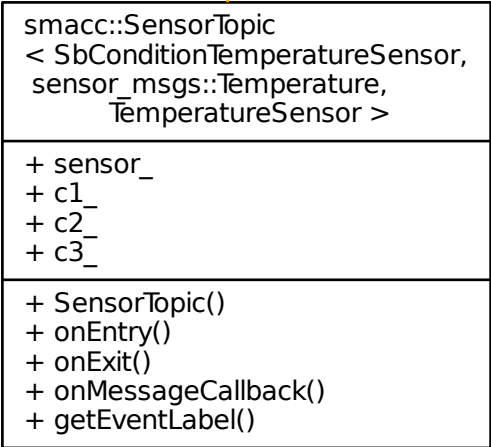 smacc::SensorTopic
< SbConditionTemperatureSensor,
sensor_msgs::Temperature,
TemperatureSensor >
+ sensor_
+ c1_
+ c2_
+ c3_
+ SensorTopic()
+ onEntry()
+ onExit()
+ onMessageCallback()
+ getEventLabel()